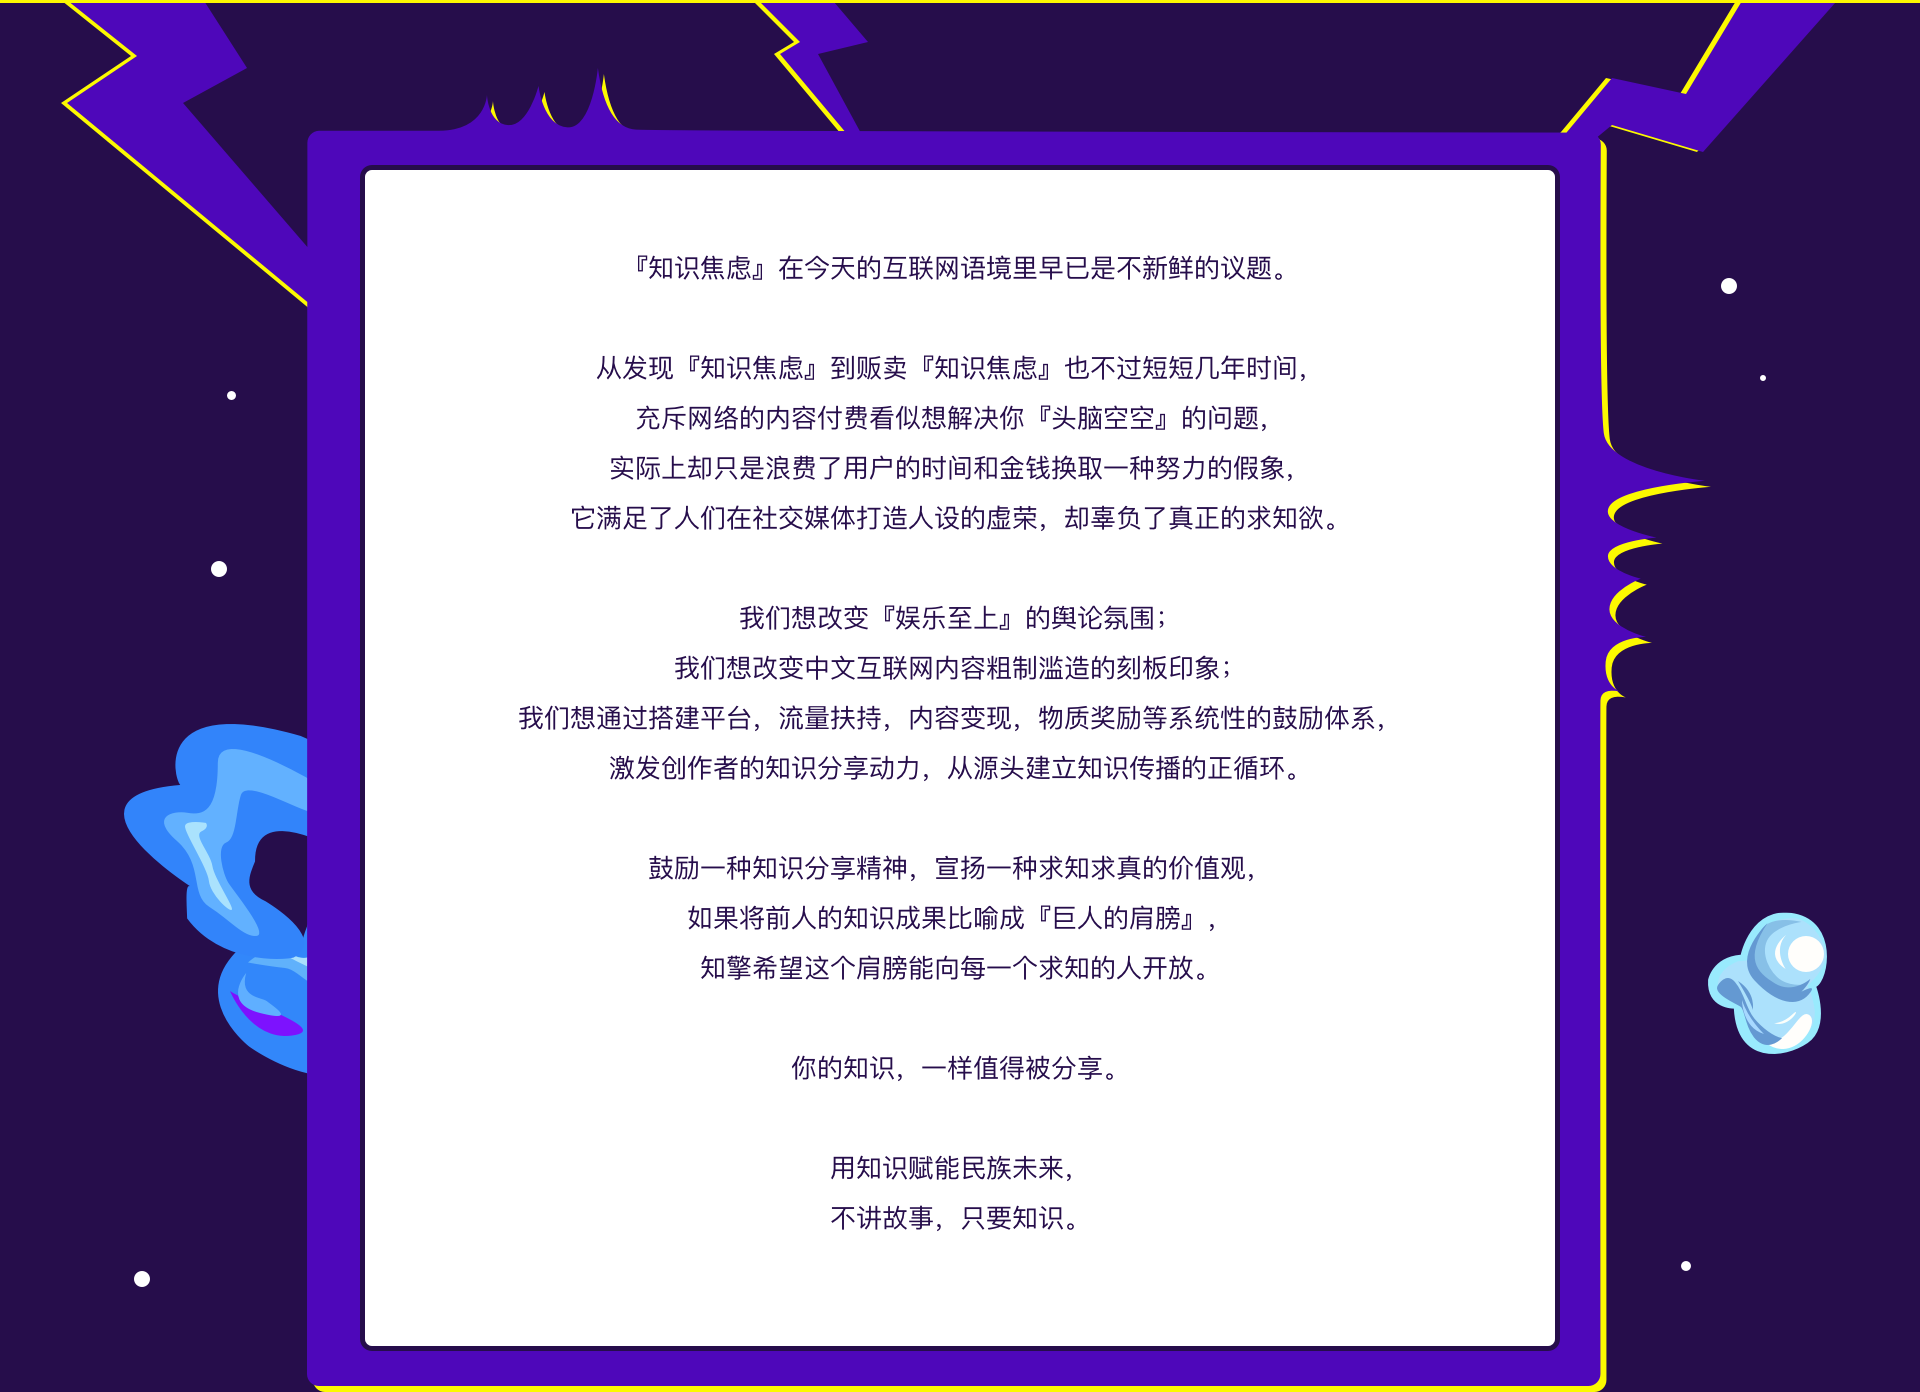 『知识焦虑』在今天的互联网语境里早已是不新鲜的议题。
从发现『知识焦虑』到贩卖『知识焦虑』也不过短短几年时间，
充斥网络的内容付费看似想解决你『头脑空空』的问题，
实际上却只是浪费了用户的时间和金钱换取一种努力的假象，
它满足了人们在社交媒体打造人设的虚荣，却辜负了真正的求知欲。
我们想改变『娱乐至上』的舆论氛围；
我们想改变中文互联网内容粗制滥造的刻板印象；
我们想通过搭建平台，流量扶持，内容变现，物质奖励等系统性的鼓励体系，
激发创作者的知识分享动力，从源头建立知识传播的正循环。
鼓励一种知识分享精神，宣扬一种求知求真的价值观，
如果将前人的知识成果比喻成『巨人的肩膀』，
知擎希望这个肩膀能向每一个求知的人开放。
你的知识，一样值得被分享。
用知识赋能民族未来，
不讲故事，只要知识。